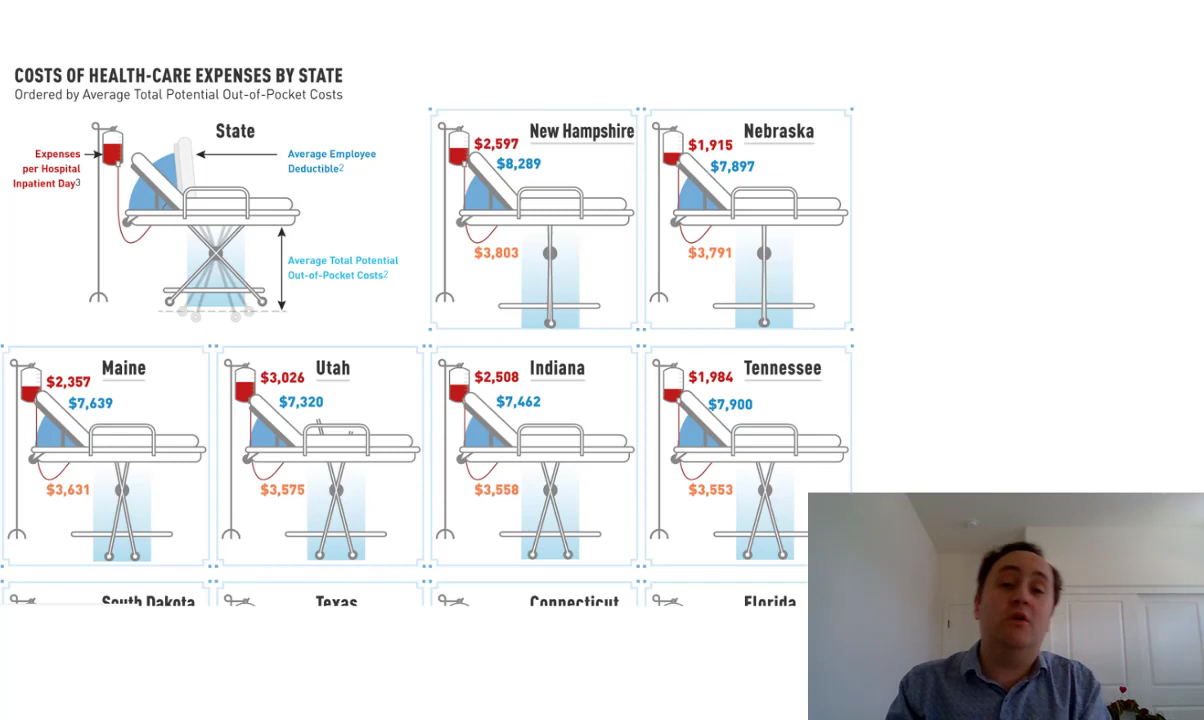 COSTS OF HEALTH-CARE EXPENSES BY STATE
Ordered by Average Total Potential Out-of-Pocket Costs
State
Expenses
per Hospital
Inpatient Day3
Average Employee
Deductible2
Average Total Potential
Out-of-Pocket Costs2
New Hampshire
$2,597
$8,289
$3,803
Nebraska
$1,915
$7,897
$3,791
Maine
$2,357
$7,639
$3,631
Utah
$3,026
$7,320
$3,575
Indiana
$2,508
$7,462
$3,558
Tennessee
$1,984
$7,900
$3,553
South Dakota
Texas
Connecticut
Florida